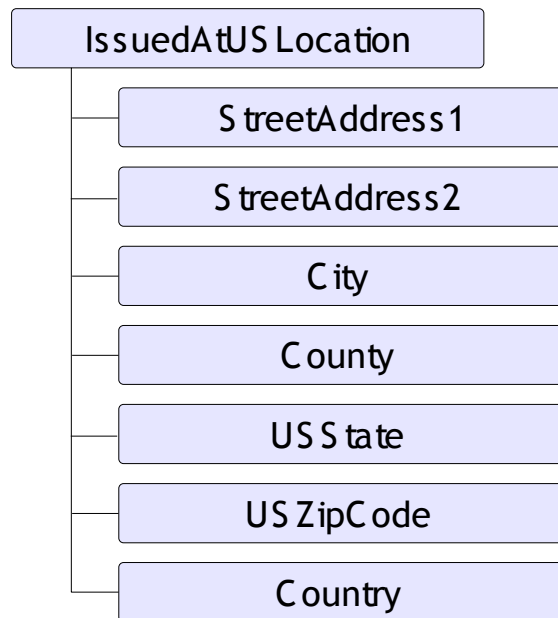 IssuedAtUSLocation
StreetAddress1
StreetAddress2
City
County
USState
USZipCode
Country